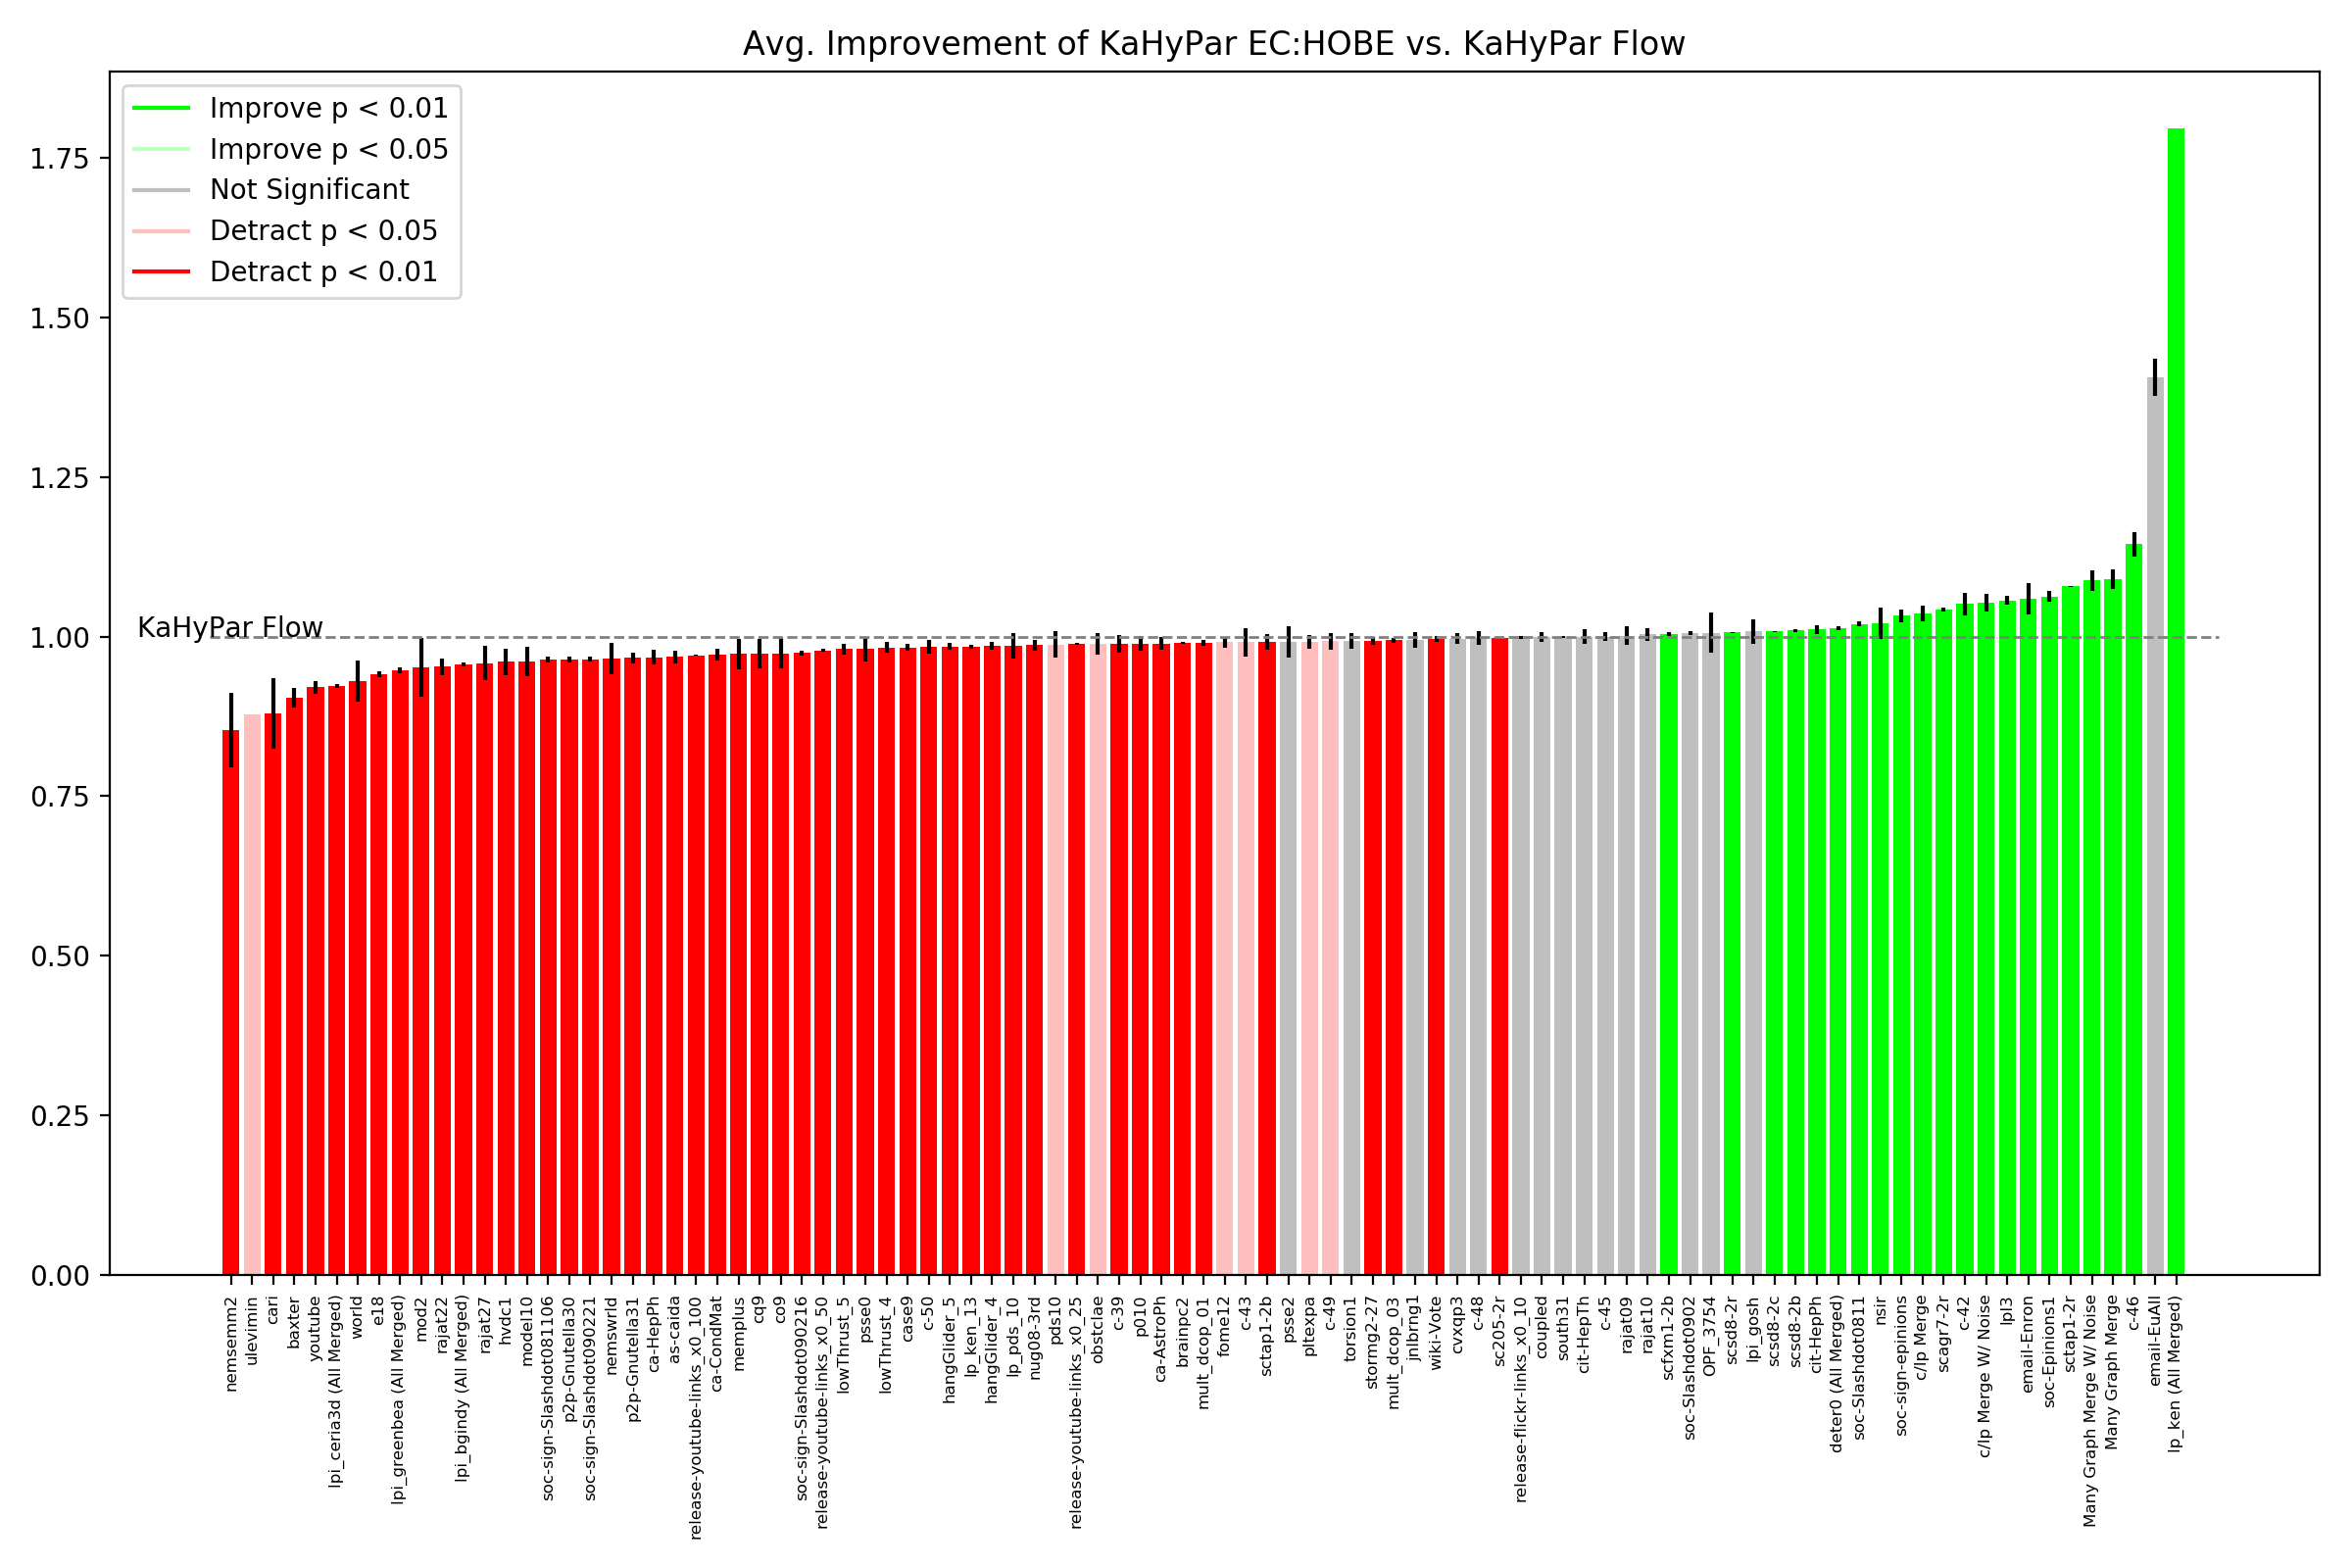 Avg. Improvement of KaHyPar EC:HOBE vs. KaHyPar Flow
Improve p < 0.01
Improve p < 0.05
Not Significant
Detract p < 0.05
Detract p < 0.01
1.75
1.50
1.25
1.00
0.75
0.50
0.25
0.00
KaHyPar Flow
nemsemm2
ulevimin
cari
baxter
youtube
lpi_ceria3d (All Merged)
world
e18
lpi_greenbea (All Merged)
mod2
rajat22
lpi_bgindy (All Merged)
rajat27
hvdc1
model10
soc-sign-Slashdot081106
p2p-Gnutella30
soc-sign-Slashdot090221
nemswrld
p2p-Gnutella31
ca-HepPh
as-caida
release-youtube-links_x0_100
ca-CondMat
memplus
cq9
co9
soc-sign-Slashdot090216
release-youtube-links_x0_50
lowThrust_5
psse0
lowThrust_4
case9
c-50
hangGlider_5
lp_ken_13
hangGlider_4
lp_pds_10
nug08-3rd
pds10
release-youtube-links_x0_25
obstclae
c-39
p010
ca-AstroPh
brainpc2
mult_dcop_01
fome12
c-43
sctap1-2b
psse2
pltexpa
c-49
torsion1
stormg2-27
mult_dcop_03
jnlbrng1
wiki-Vote
cvxqp3
c-48
sc205-2r
release-flickr-links_x0_10
coupled
south31
cit-HepTh
c-45
rajat09
rajat10
scfxm1-2b
soc-Slashdot0902
OPF_3754
scsd8-2r
lpi_gosh
scsd8-2c
scsd8-2b
cit-HepPh
deter0 (All Merged)
soc-Slashdot0811
nsir
soc-sign-epinions
c/lp Merge
scagr7-2r
c-42
c/lp Merge W/ Noise
lpl3
email-Enron
soc-Epinions1
sctap1-2r
Many Graph Merge W/ Noise
Many Graph Merge
c-46
email-EuAll
lp_ken (All Merged)